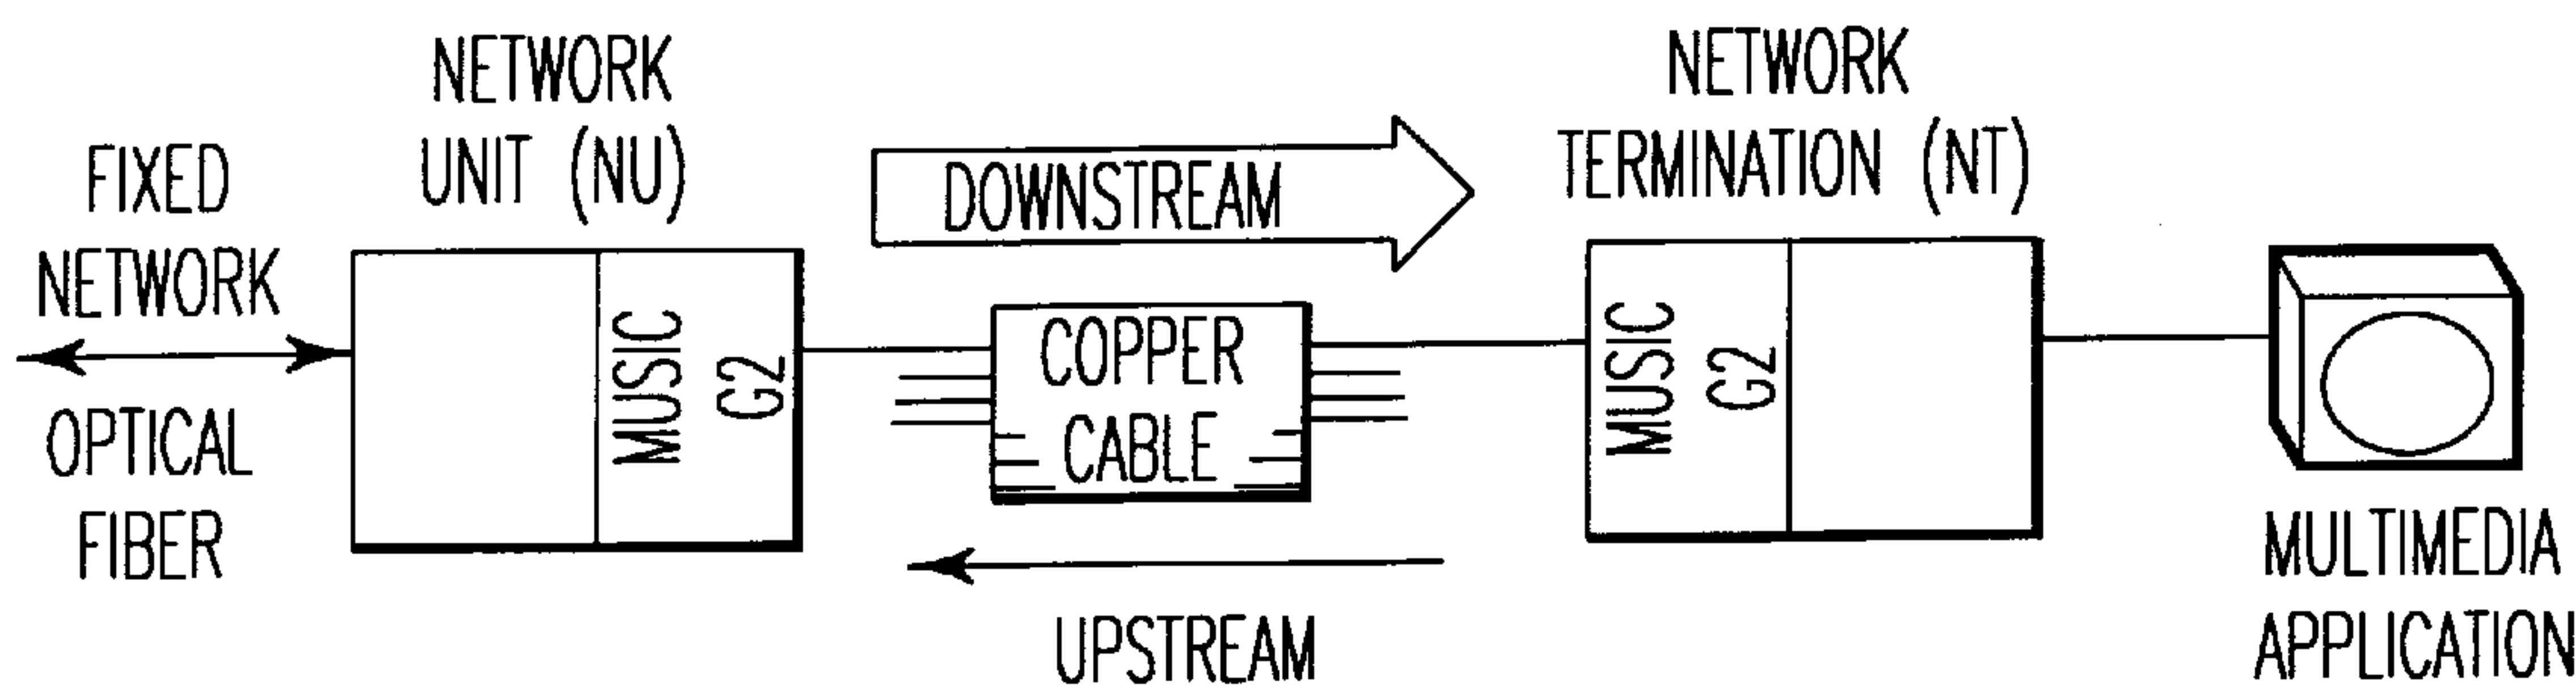 FIXED
NETWORK
OPTICAL
FIBER
NETWORK
UNIT (NU)
MUSIC
G2
DOWNSTREAM
COPPER
CABLE
UPSTREAM
NETWORK
TERMINATION (NT)
MUSIC
G2
MULTIMEDIA
APPLICATION